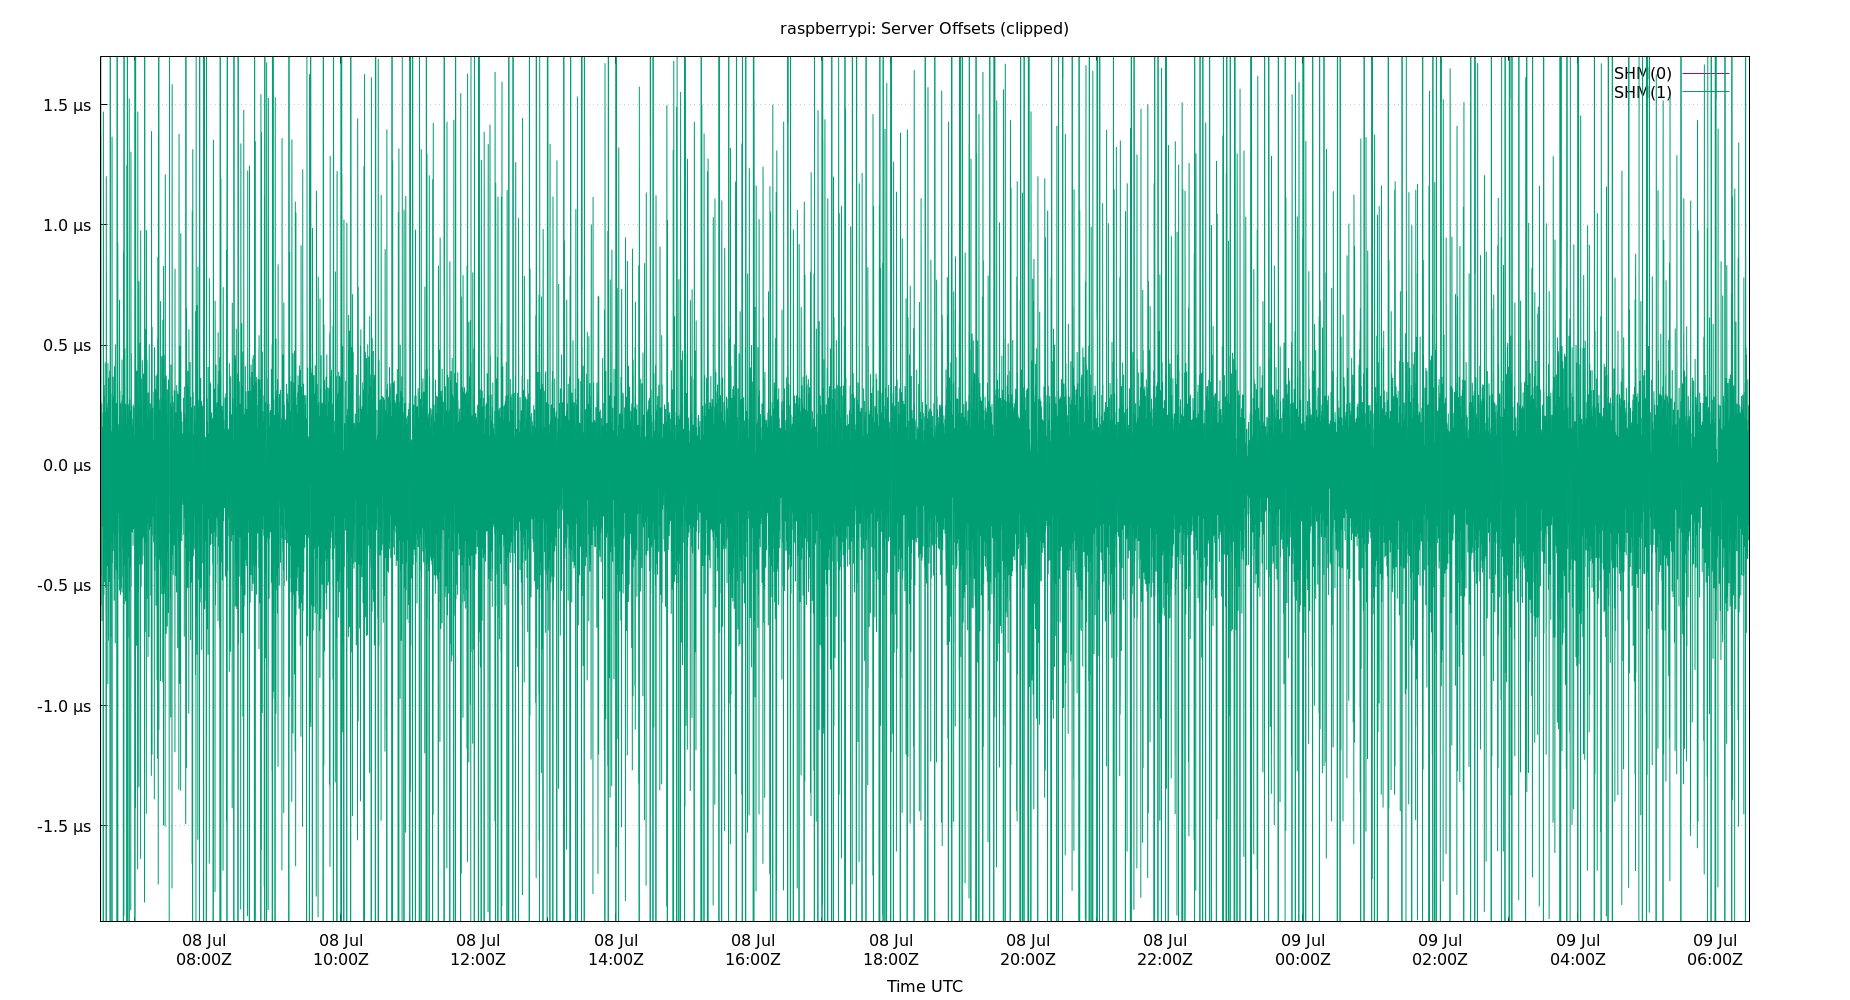 raspberrypi: Server Offsets (clipped)
SHM(0)
SHM(1)
1.5 µs
1.0 µs
0.5 µs
0.0 µs
-0.5 µs
-1.0 µs
-1.5 µs
08 Jul 08 Jul 08 Jul 08 Jul 08 Jul 08 Jul 08 Jul 08 Jul 09 Jul 09 Jul 09 Jul 09 Jul
08:00Z 10:00Z 12:00Z 14:00Z 16:00Z 18:00Z 20:00Z 22:00Z 00:00Z 02:00Z 04:00Z 06:00Z
Time UTC